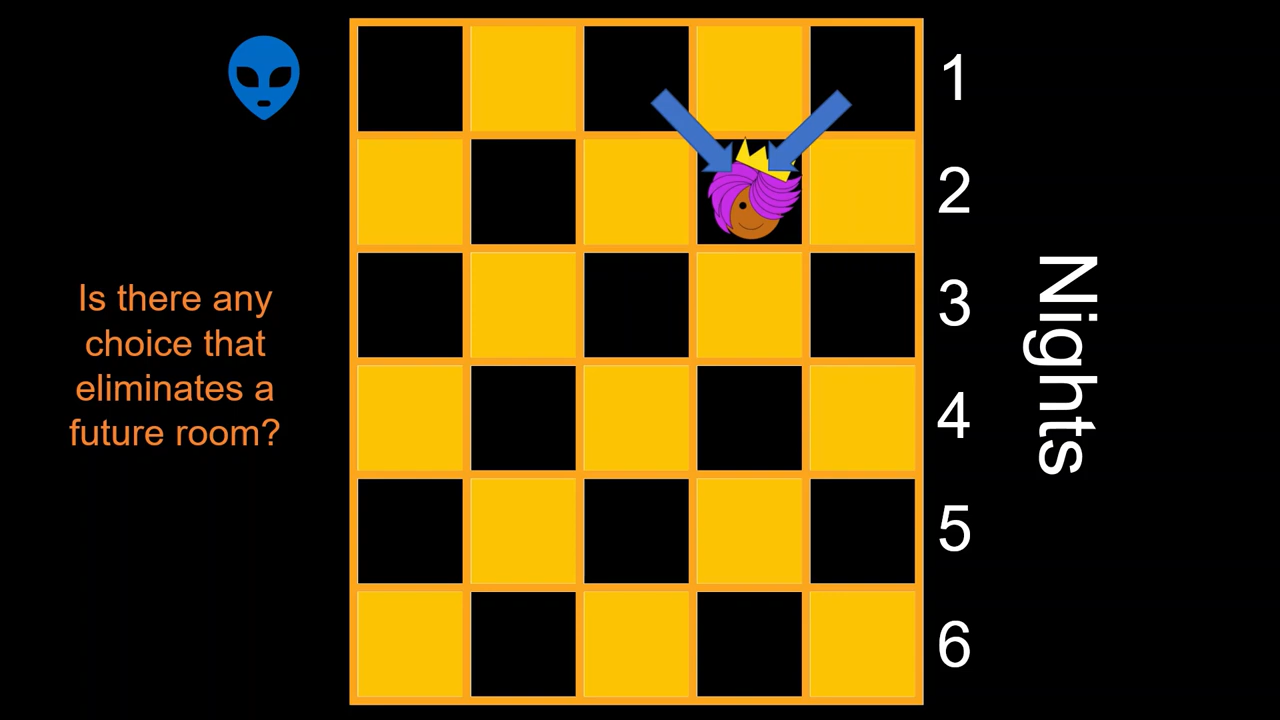 1
2
Is there any
choice that
eliminates a
future room?
3
4
5
6
Nights